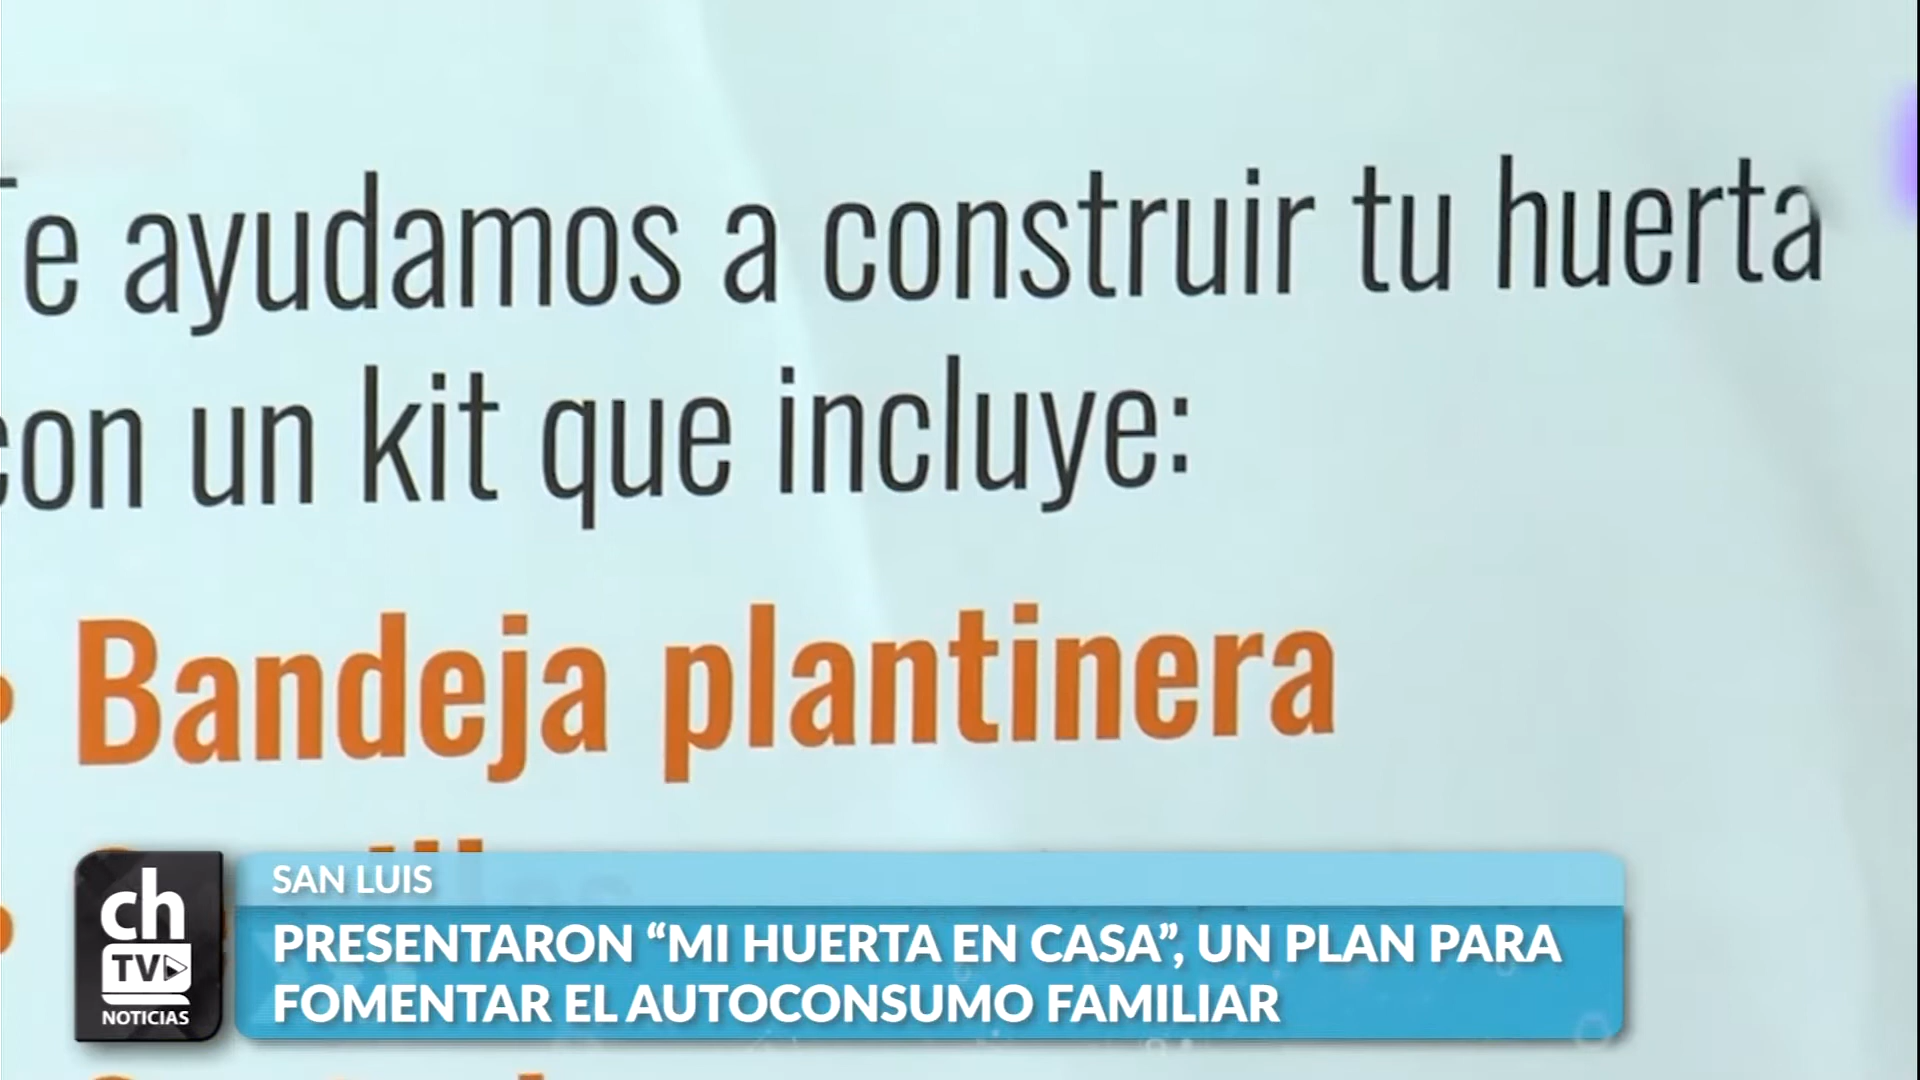 Te ayudamos a construir tu huerta
con un kit que incluye:
• Bandeja plantinera
SAN LUIS
PRESENTARON “MI HUERTA EN CASA”, UN PLAN PARA
FOMENTAR EL AUTOCONSUMO FAMILIAR
ch
TV
NOTICIAS